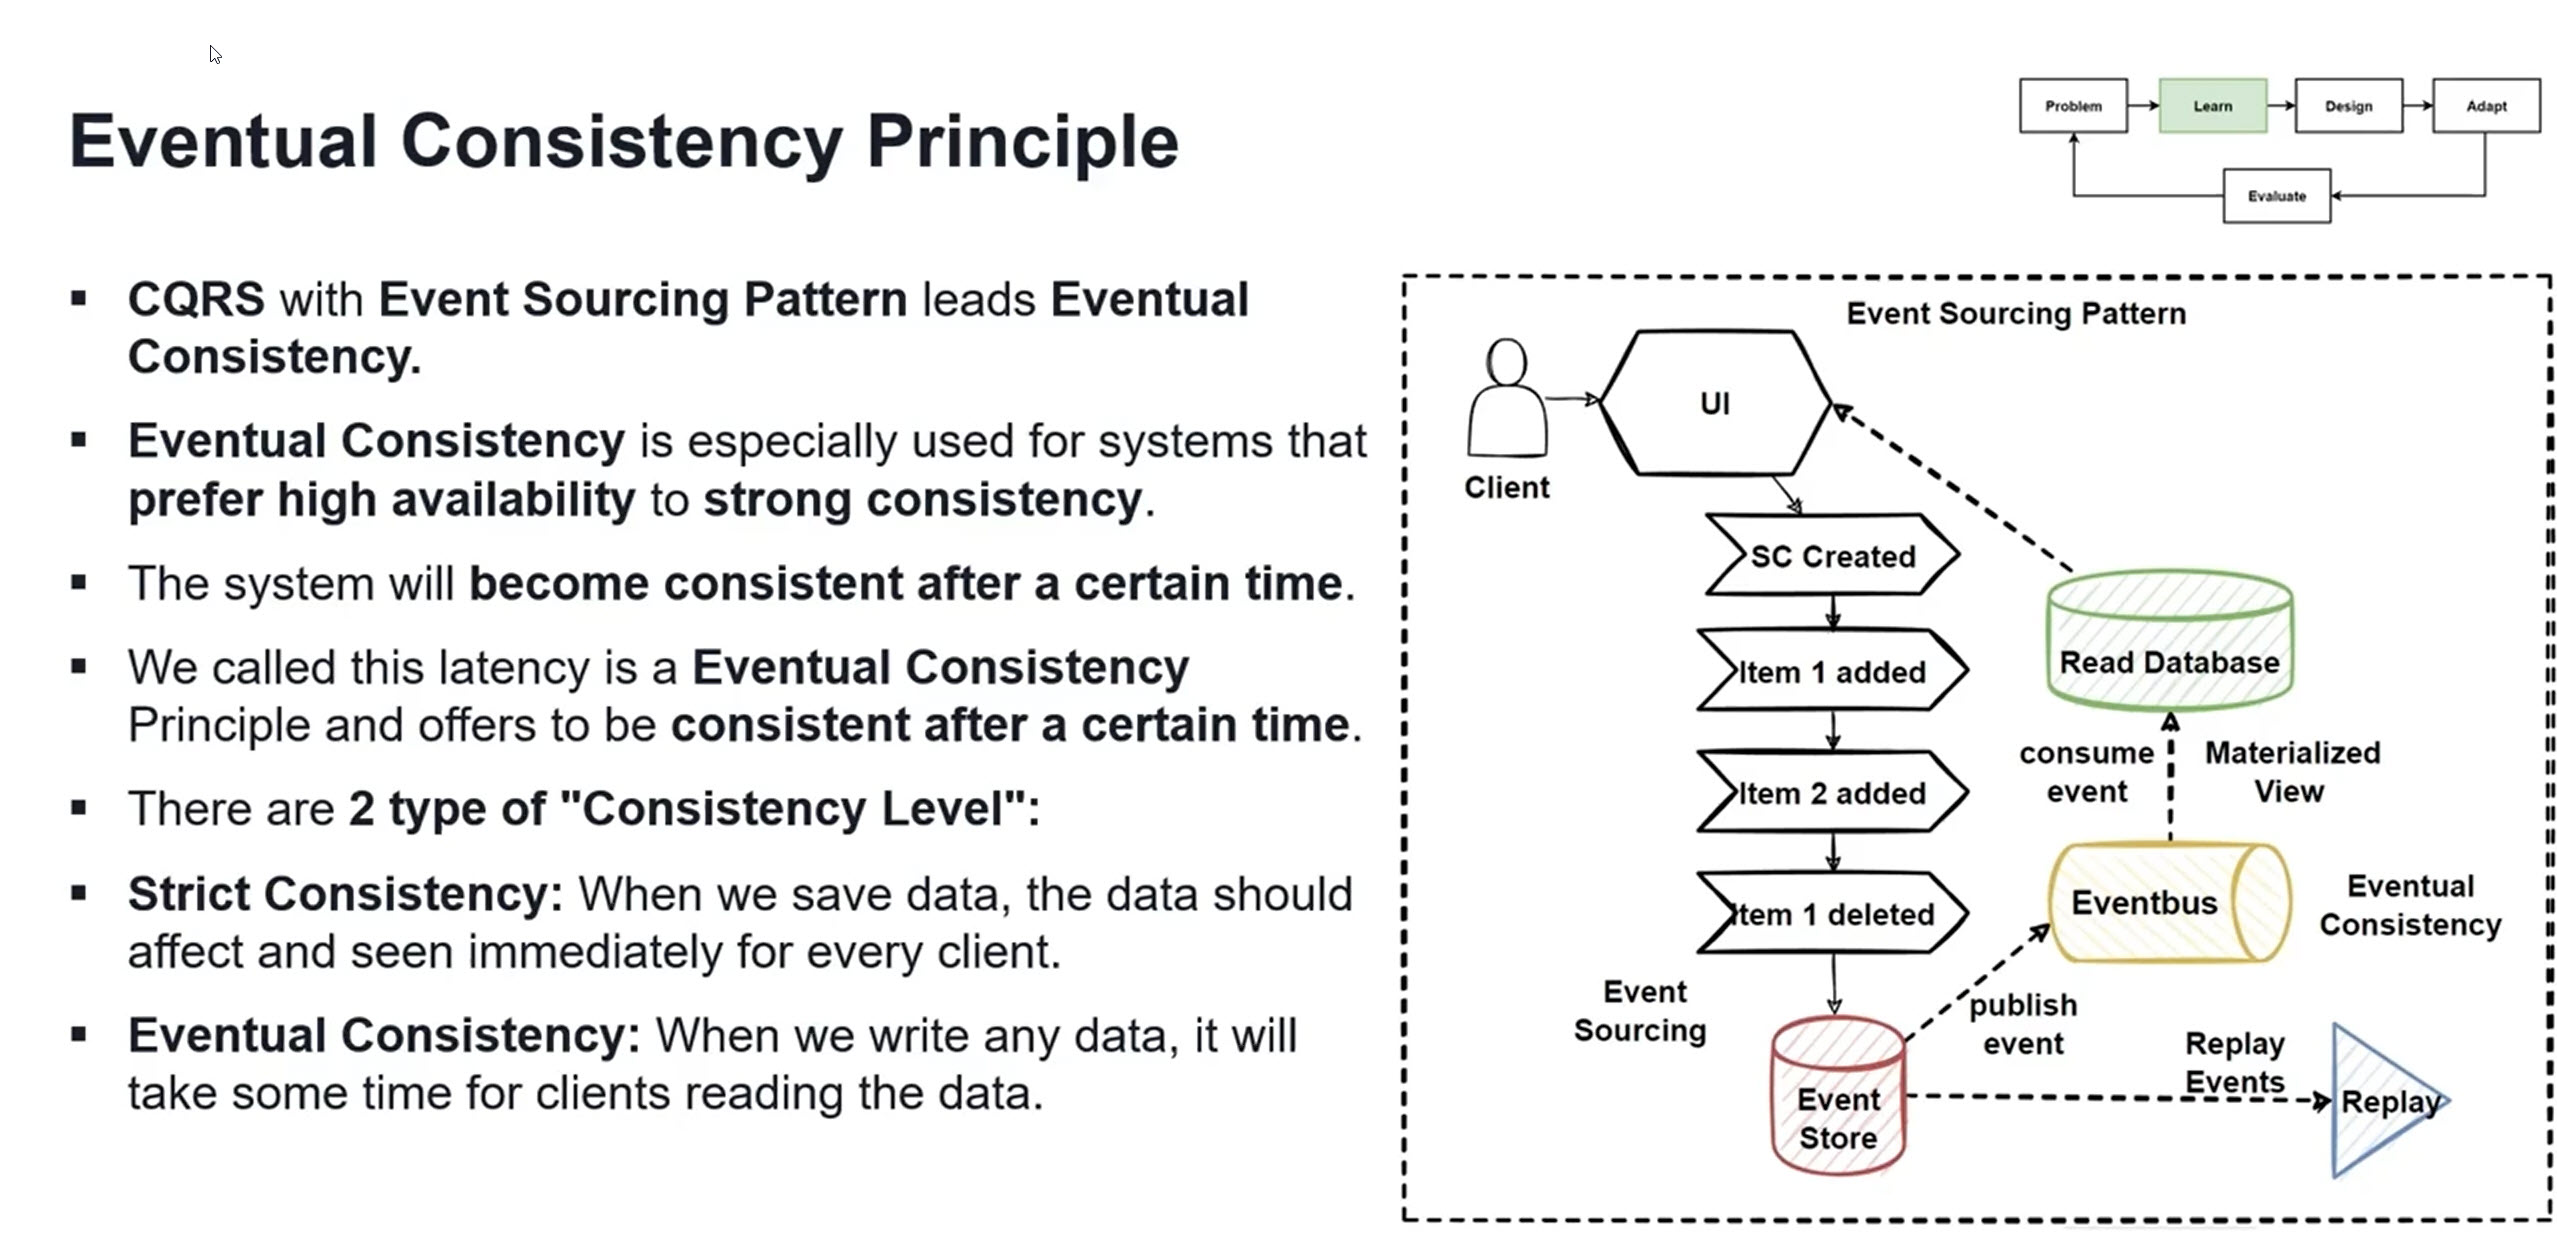 Problem
Learn
Design
Adapt
Evaluate
Eventual Consistency Principle
▪ CQRS with Event Sourcing Pattern leads Eventual
Consistency.
▪ Eventual Consistency is especially used for systems that
prefer high availability to strong consistency.
▪ The system will become consistent after a certain time.
▪ We called this latency is a Eventual Consistency
Principle and offers to be consistent after a certain time.
▪ There are 2 type of "Consistency Level":
▪ Strict Consistency: When we save data, the data should
affect and seen immediately for every client.
▪ Eventual Consistency: When we write any data, it will
take some time for clients reading the data.
Event Sourcing Pattern
UI
Client
SC Created
Item 1 added
Read Database
consume
event
Materialized
View
Item 2 added
Eventbus
Eventual
Consistency
Item 1 deleted
Event
Sourcing
publish
event
Replay
Events
Event
Store
Replay